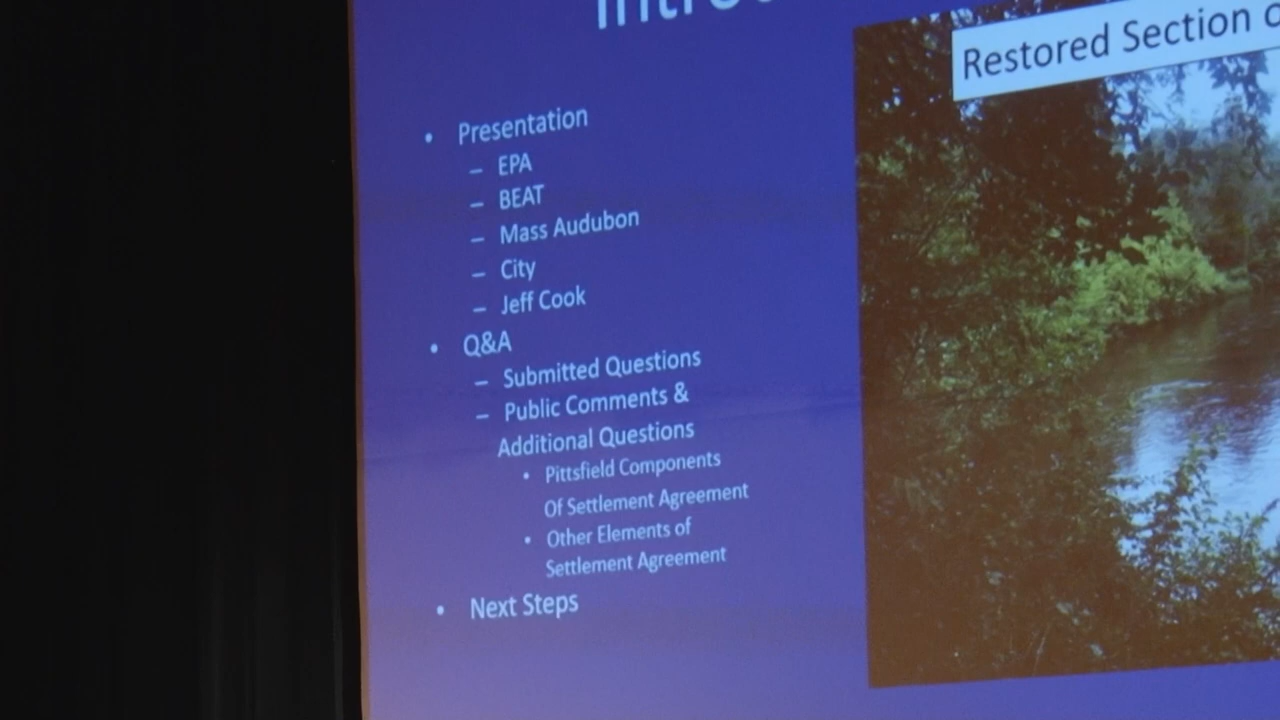 Restored Section
• Presentation
– EPA
– BEAT
– Mass Audubon
– City
– Jeff Cook
• Q&A
– Submitted Questions
– Public Comments &
Additional Questions
• Pittsfield Components
Of Settlement Agreement
• Other Elements of
Settlement Agreement
• Next Steps